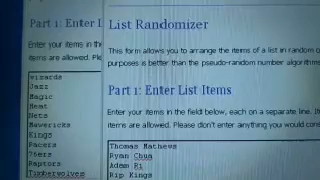 Part 1: Enter L
Enter your items in th
items are allowed. Ple
Wizards
Jazz
Magic
Heat
Nets
Mavericks
Kings
Pacers
76ers
Raptors
Timberwolves
List Randomizer
This form allows you to arrange the items of a list in random o
purposes is better than the pseudo-random number algorithms
Part 1: Enter List Items
Enter your items in the field below, each on a separate line. It
items are allowed. Please don't enter anything you would cons
Thomas Mathews
Ryan Chua
Adam Ri
Rip Kings